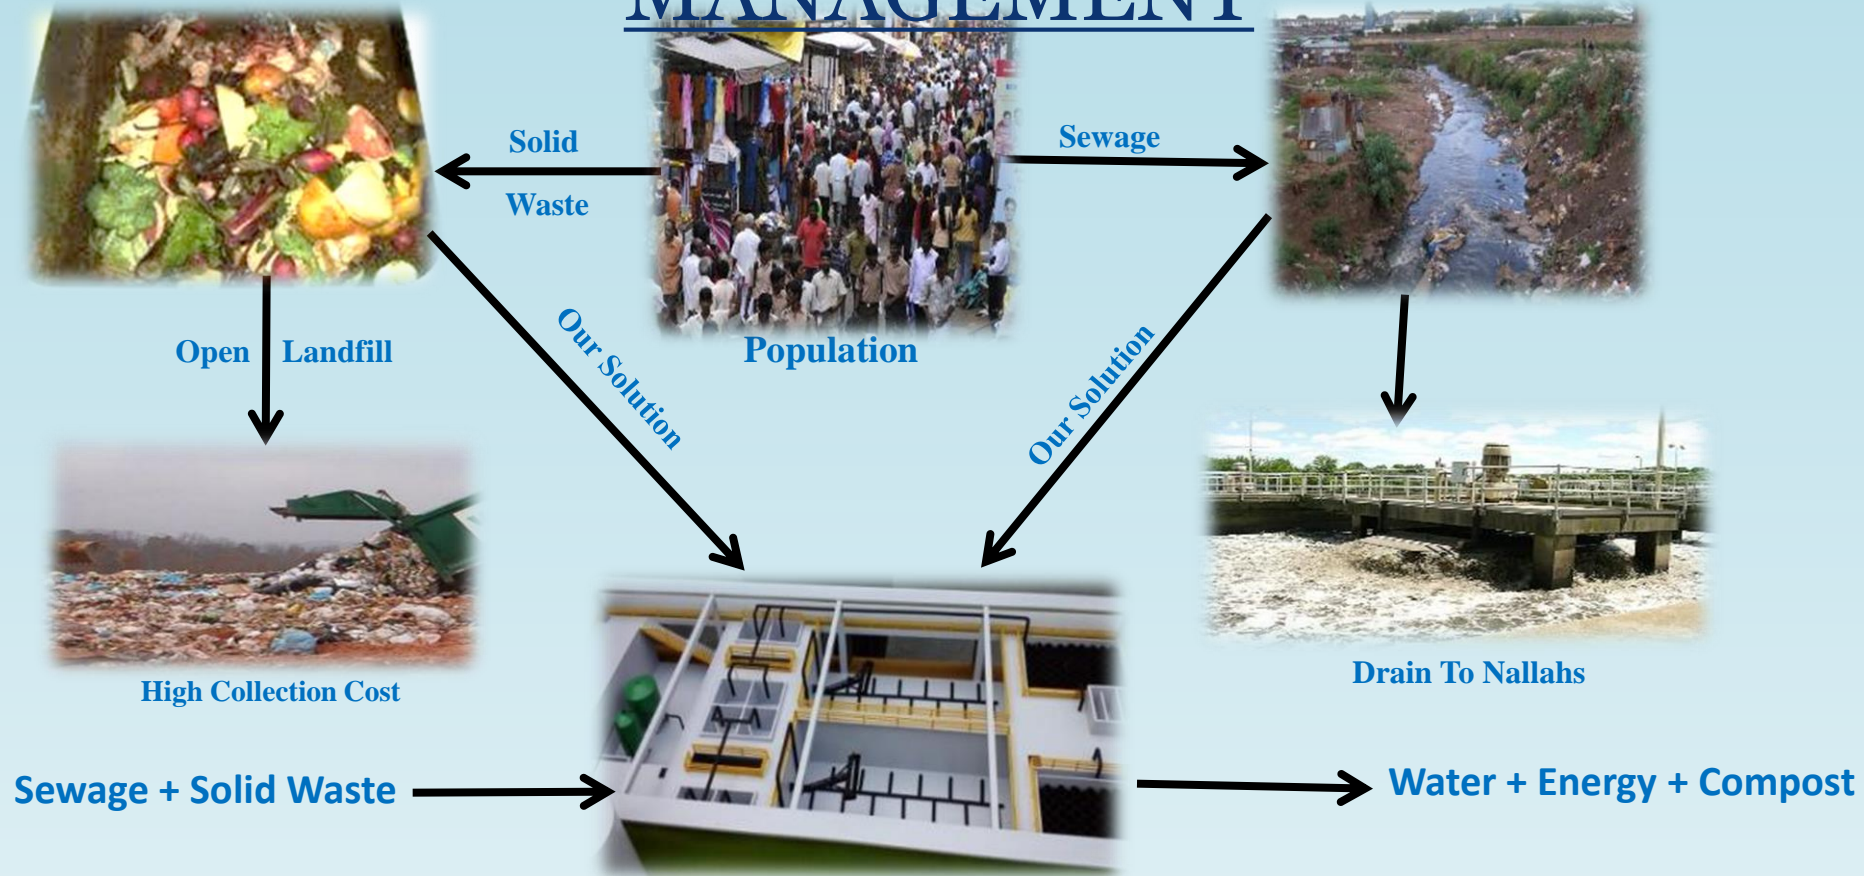 MANAGEMENT
Solid
Waste
Sewage
Population
Open Landfill
Our Solution
Our Solution
High Collection Cost
Drain To Nallahs
Sewage + Solid Waste
Water + Energy + Compost